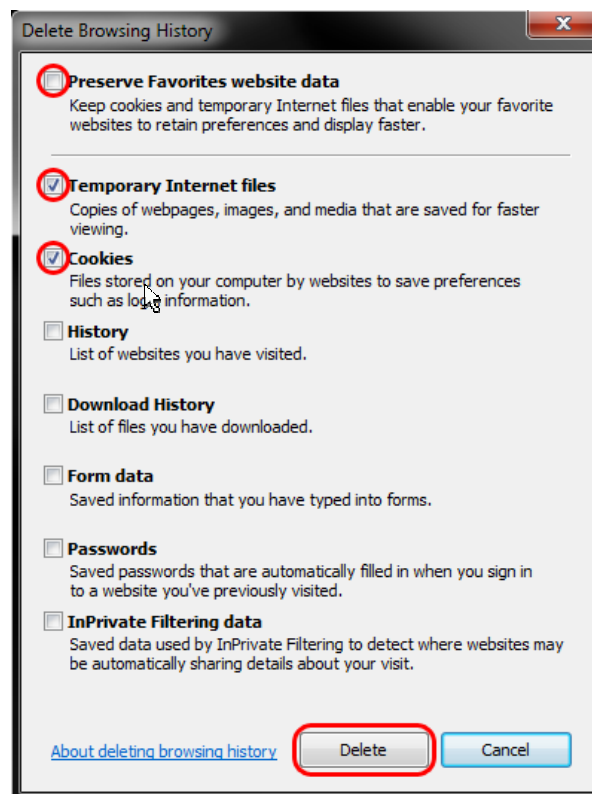 Delete Browsing History
Preserve Favorites website data
Keep cookies and temporary Internet files that enable your favorite
websites to retain preferences and display faster.
Temporary Internet files
Copies of webpages, images, and media that are saved for faster
viewing.
Cookies
Files stored on your computer by websites to save preferences
such as login information.
History
List of websites you have visited.
Download History
List of files you have downloaded.
Form data
Saved information that you have typed into forms.
Passwords
Saved passwords that are automatically filled in when you sign in
to a website you've previously visited.
InPrivate Filtering data
Saved data used by InPrivate Filtering to detect where websites may
be automatically sharing details about your visit.
About deleting browsing history
Delete
Cancel